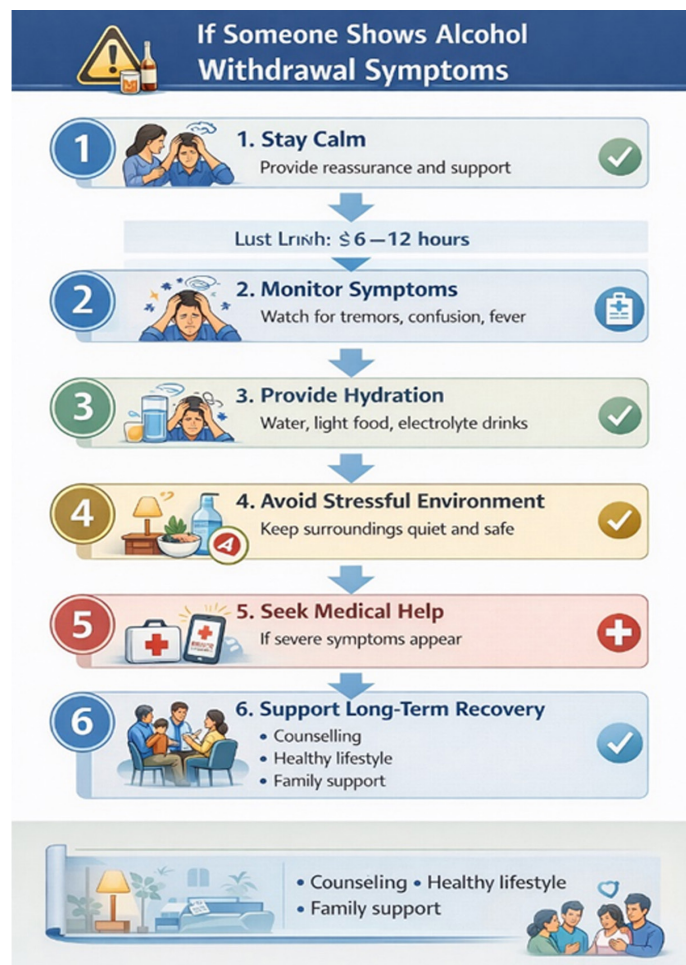 If Someone Shows Alcohol
Withdrawal Symptoms
1
1. Stay Calm
Provide reassurance and support
6—12 hours
2
2. Monitor Symptoms
Watch for tremors, confusion, fever
3
3. Provide Hydration
Water, light food, electrolyte drinks
4
4. Avoid Stressful Environment
Keep surroundings quiet and safe
A
5
5. Seek Medical Help
If severe symptoms appear
6
6. Support Long-Term Recovery
• Counselling
• Healthy lifestyle
• Family support
• Counseling • Healthy lifestyle
• Family support